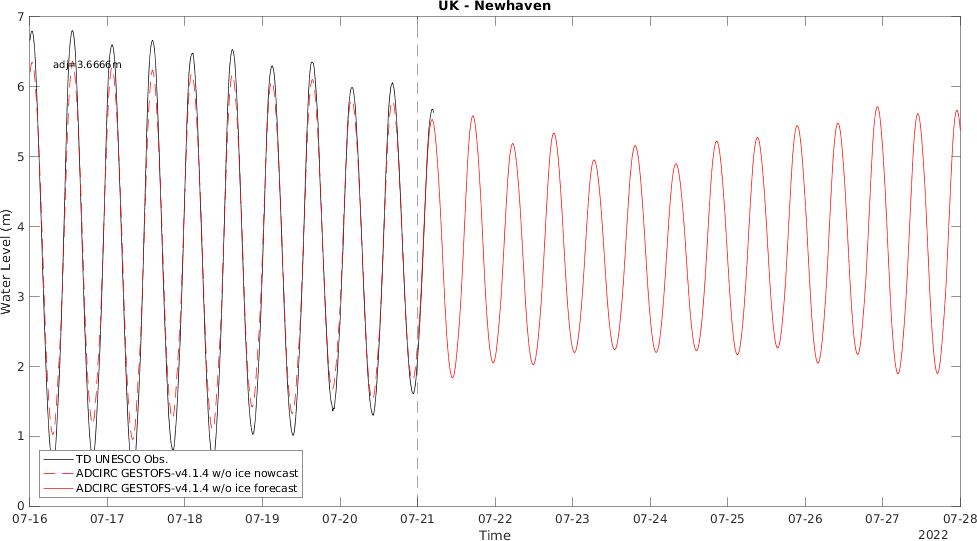 UK - Newhaven
7
adj=3.6666m
6
5
4
3
2
1
0
Water Level (m)
TD UNESCO Obs.
ADCIRC GESTOFS-v4.1.4 w/o ice nowcast
ADCIRC GESTOFS-v4.1.4 w/o ice forecast
07-16 07-17 07-18 07-19 07-20 07-21 07-22 07-23 07-24 07-25 07-26 07-27 07-28
Time
2022